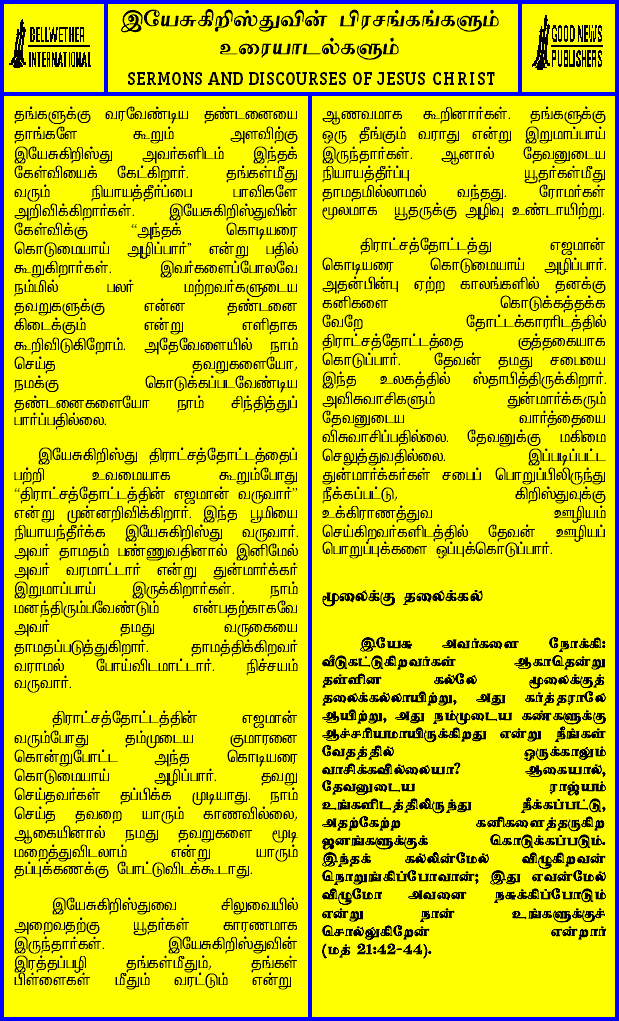 BELLWETHER
INTERNATIONAL
இயேசுகிறிஸ்துவின் பிரசங்கங்களும்
உரையாடல்களும்
SERMONS AND DISCOURSES OF JESUS CHRIST
GOOD NEWS
PUBLISHERS
தங்களுக்கு வரவேண்டிய தண்டனையை
தாங்களே கூறும் அளவிற்கு
இயேசுகிறிஸ்து அவர்களிடம் இந்தக்
கேள்வியைக் கேட்கிறார். தங்கள்மீது
வரும் நியாயத்தீர்ப்பை பாவிகளே
அறிவிக்கிறார்கள். இயேசுகிறிஸ்துவின்
கேள்விக்கு “அந்தக் கொடியரை
கொடுமையாய் அழிப்பார்” என்று பதில்
கூறுகிறார்கள். இவர்களைப்போலவே
நம்மில் பலர் மற்றவர்களுடைய
தவறுகளுக்கு என்ன தண்டனை
கிடைக்கும் என்று எளிதாக
கூறிவிடுகிறோம். அதேவேளையில் நாம்
செய்த தவறுகளையோ,
நமக்கு கொடுக்கப்படவேண்டிய
தண்டனைகளையோ நாம் சிந்தித்துப்
பார்ப்பதில்லை.
இயேசுகிறிஸ்து திராட்சத்தோட்டத்தைப்
பற்றி உவமையாக கூறும்போது
“திராட்சத்தோட்டத்தின் எஜமான் வருவார்”
என்று முன்னறிவிக்கிறார். இந்த பூமியை
நியாயந்தீர்க்க இயேசுகிறிஸ்து வருவார்.
அவர் தாமதம் பண்ணுவதினால் இனிமேல்
அவர் வரமாட்டார் என்று துன்மார்க்கர்
இறுமாப்பாய் இருக்கிறார்கள். நாம்
மனந்திரும்பவேண்டும் என்பதற்காகவே
அவர் தமது வருகையை
தாமதப்படுத்துகிறார். தாமதத்திக்கிறவர்
வராமல் போய்விடமாட்டார். நிச்சயம்
வருவார்.
திராட்சத்தோட்டத்தின் எஜமான்
வரும்போது தம்முடைய குமாரனை
கொன்றுபோட்ட அந்த கொடியரை
கொடுமையாய் அழிப்பார். தவறு
செய்தவர்கள் தப்பிக்க முடியாது. நாம்
செய்த தவறை யாரும் காணவில்லை,
ஆகையினால் நமது தவறுகளை மூடி
மறைத்துவிடலாம் என்று யாரும்
தப்புக்கணக்கு போட்டுவிடக்கூடாது.
இயேசுகிறிஸ்துவை சிலுவையில்
அறைவதற்கு யூதர்கள் காரணமாக
இருந்தார்கள். இயேசுகிறிஸ்துவின்
இரத்தப்பழி தங்கள்மீதும், தங்கள்
பிள்ளைகள் மீதும் வரட்டும் என்று
ஆணவமாக கூறினார்கள். தங்களுக்கு
ஒரு தீங்கும் வராது என்று இறுமாப்பாய்
இருந்தார்கள். ஆனால் தேவனுடைய
நியாயத்தீர்ப்பு யூதர்கள்மீது
தாமதமில்லாமல் வந்தது. ரோமர்கள்
மூலமாக யூதருக்கு அழிவு உண்டாயிற்று.
திராட்சத்தோட்டத்து எஜமான்
கொடியரை கொடுமையாய் அழிப்பார்.
அதன்பின்பு ஏற்ற காலங்களில் தனக்கு
கனிகளை கொடுக்கத்தக்க
வேறே தோட்டக்காரரிடத்தில்
திராட்சத்தோட்டத்தை குத்தகையாக
கொடுப்பார். தேவன் தமது சபையை
இந்த உலகத்தில் ஸ்தாபித்திருக்கிறார்.
அவிசுவாசிகளும் துன்மார்க்கரும்
தேவனுடைய வார்த்தையை
விசுவாசிப்பதில்லை. தேவனுக்கு மகிமை
செலுத்துவதில்லை. இப்படிப்பட்ட
துன்மார்க்கர்கள் சபைப் பொறுப்பிலிருந்து
நீக்கப்பட்டு, கிறிஸ்துவுக்கு
உக்கிராணத்துவ ஊழியம்
செய்கிறவர்களிடத்தில் தேவன் ஊழியப்
பொறுப்புக்களை ஒப்புக்கொடுப்பார்.
மூலைக்கு தலைக்கல்
இயேசு அவர்களை நோக்கி:
வீடுகட்டுகிறவர்கள் ஆகாதென்று
தள்ளின கல்லே மூலைக்குத்
தலைக்கல்லாயிற்று, அது கர்த்தராலே
ஆயிற்று, அது நம்முடைய கண்களுக்கு
ஆச்சரியமாயிருக்கிறது என்று நீங்கள்
வேதத்தில் ஒருக்காலும்
வாசிக்கவில்லையா? ஆகையால்,
தேவனுடைய ராஜ்யம்
உங்களிடத்திலிருந்து நீக்கப்பட்டு,
அதற்கேற்ற கனிகளைத்தருகிற
ஜனங்களுக்குக் கொடுக்கப்படும்.
இந்தக் கல்லின்மேல் விழுகிறவன்
நொறுங்கிப்போவான்; இது எவன்மேல்
விழுமோ அவனை நசுக்கிப்போடும்
என்று நான் உங்களுக்குச்
சொல்லுகிறேன் என்றார்
(மத் 21:42-44).